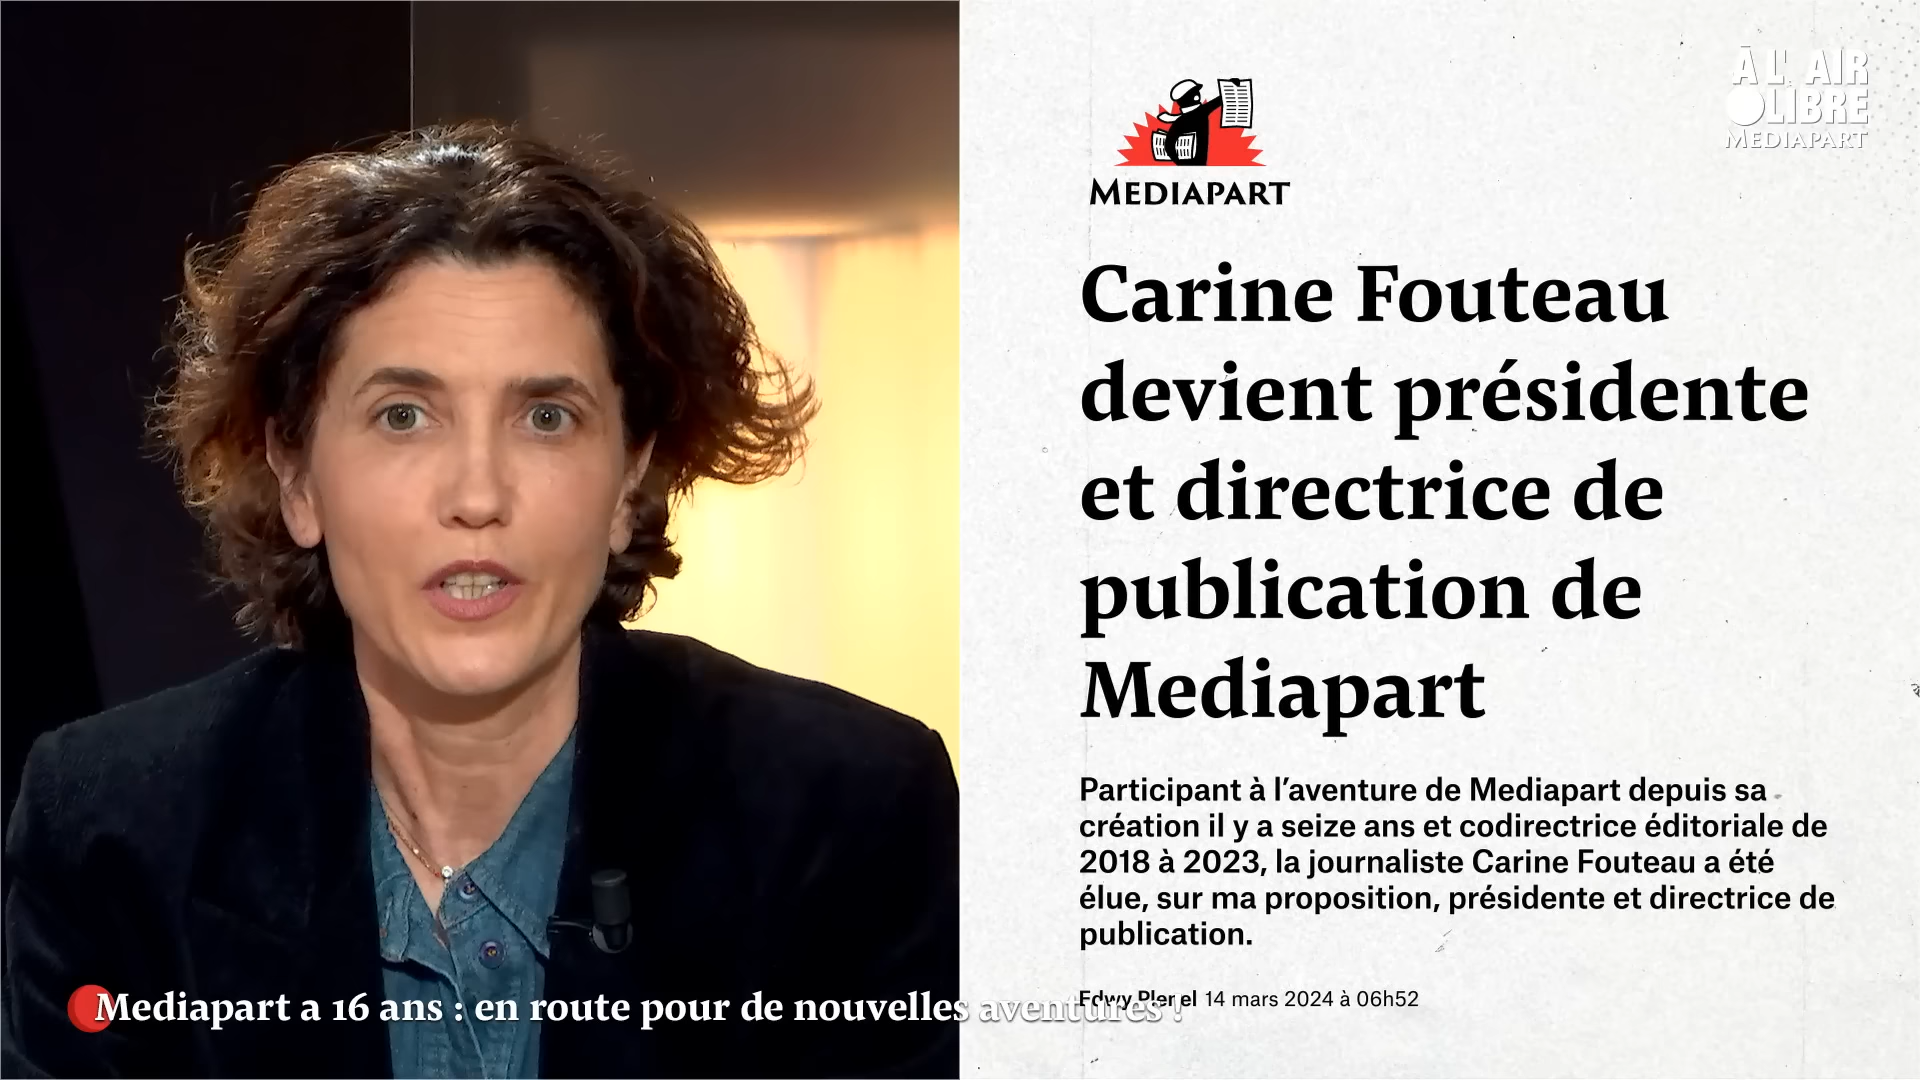 À L' AIR
LIBRE
MEDIAPART
MEDIAPART
Carine Fouteau
devient présidente
et directrice de
publication de
Mediapart
Participant à l’aventure de Mediapart depuis sa
création il y a seize ans et codirectrice éditoriale de
2018 à 2023, la journaliste Carine Fouteau a été
élue, sur ma proposition, présidente et directrice de
publication.
Edwy Plenel 14 mars 2024 à 06h52
Mediapart a 16 ans : en route pour de nouvelles aventures !